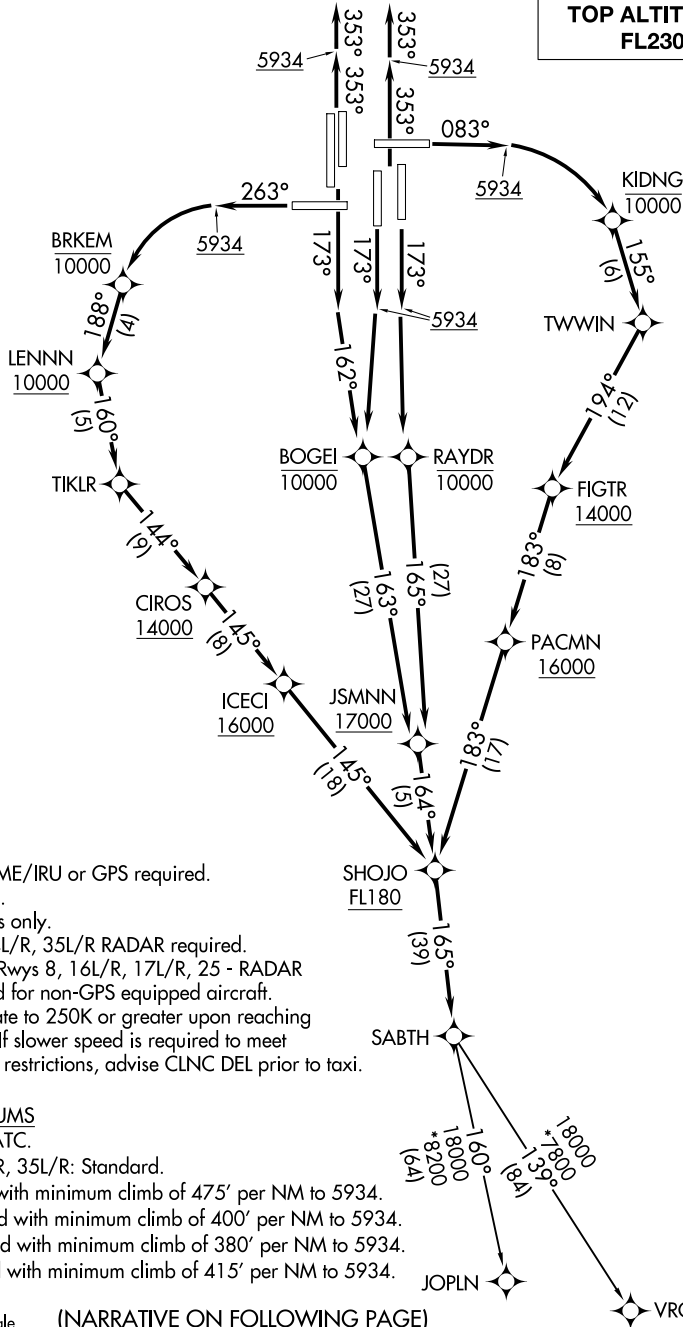 TOP ALTIT
FL230
353°
353°
5934
5934
353°
353°
083°
5934
KIDNG
10000
263°
5934
BRKEM
10000
155°
(6)
173°
173°
173°
188°
(4)
5934
TWWIN
LENNN
10000
162°
160°
(5)
194°
(12)
BOGEI
10000
RAYDR
10000
TIKLR
FIGTR
14000
144°
(9)
183°
(8)
163°
(27)
165°
(27)
CIROS
14000
145°
(8)
PACMN
16000
ICECI
16000
JSMNN
17000
145°
(18)
164°
(5)
183°
(17)
ME/IRU or GPS required.
.
s only.
L/R, 35L/R RADAR required.
Rwys 8, 16L/R, 17L/R, 25 - RADAR
d for non-GPS equipped aircraft.
ate to 250K or greater upon reaching
If slower speed is required to meet
restrictions, advise CLNC DEL prior to taxi.
SHOJO
FL180
165°
(39)
SABTH
UMS
ATC.
R, 35L/R: Standard.
with minimum climb of 475' per NM to 5934.
d with minimum climb of 400' per NM to 5934.
d with minimum climb of 380' per NM to 5934.
d with minimum climb of 415' per NM to 5934.
18000
*8200
160°
(64)
18000
*7800
139°
(84)
JOPLN
VRC
ale
(NARRATIVE ON FOLLOWING PAGE)